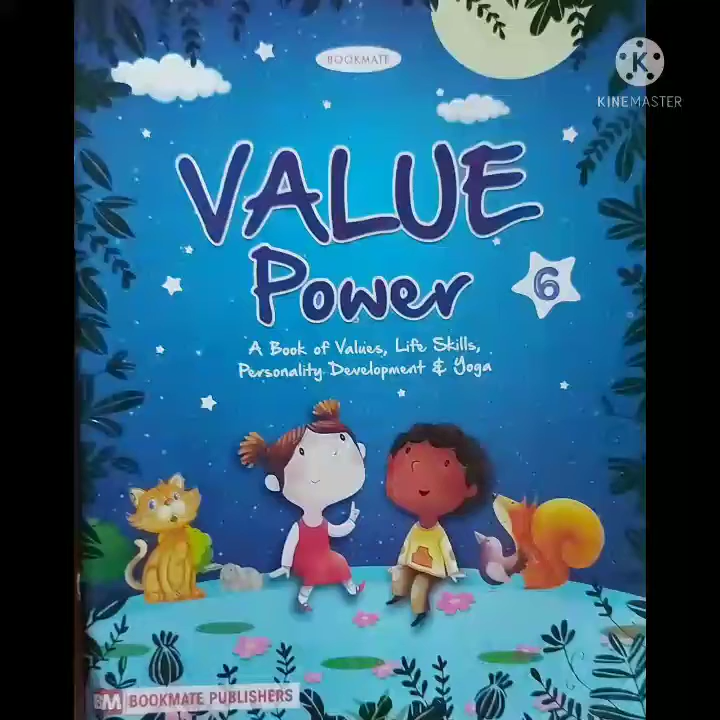 BOOKMATE
KINEMASTER
VALUE
Power
6
A Book of Values, Life Skills,
Personality Development & Yoga
BM BOOKMATE PUBLISHERS